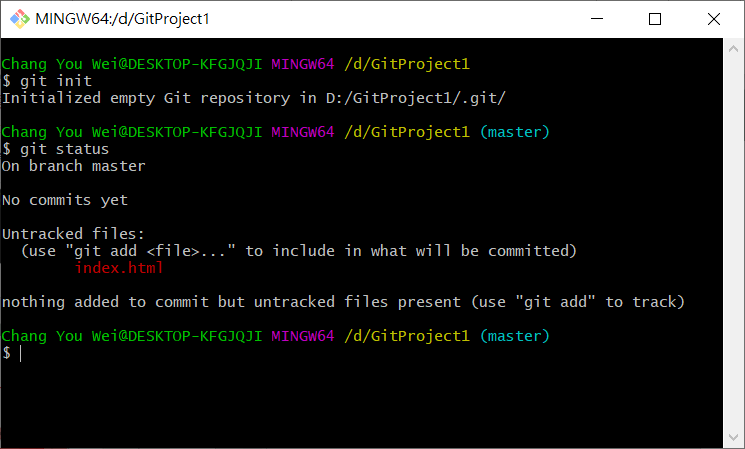 MINGW64:/d/GitProject1
Chang You Wei@DESKTOP-KFGJQJI MINGW64 /d/GitProject1
$ git init
Initialized empty Git repository in D:/GitProject1/.git/
Chang You Wei@DESKTOP-KFGJQJI MINGW64 /d/GitProject1 (master)
$ git status
On branch master
No commits yet
Untracked files:
(use "git add <file>..." to include in what will be committed)
index.html
nothing added to commit but untracked files present (use "git add" to track)
Chang You Wei@DESKTOP-KFGJQJI MINGW64 /d/GitProject1 (master)
$